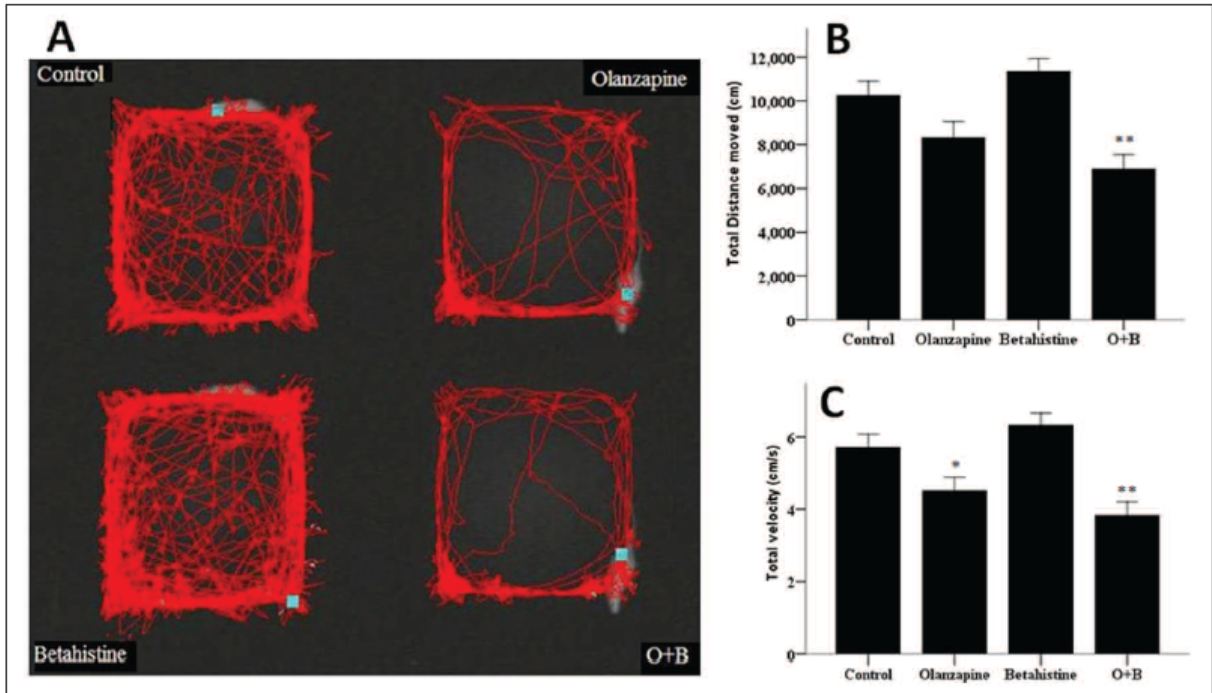 A
Control
Olanzapine
Betahistine
O+B
B
Total Distance moved (cm)
12,000
10,000
8,000
6,000
4,000
2,000
0
**
Control Olanzapine Betahistine O+B
C
Total velocity (cm/s)
6
4
2
0
*
**
Control Olanzapine Betahistine O+B